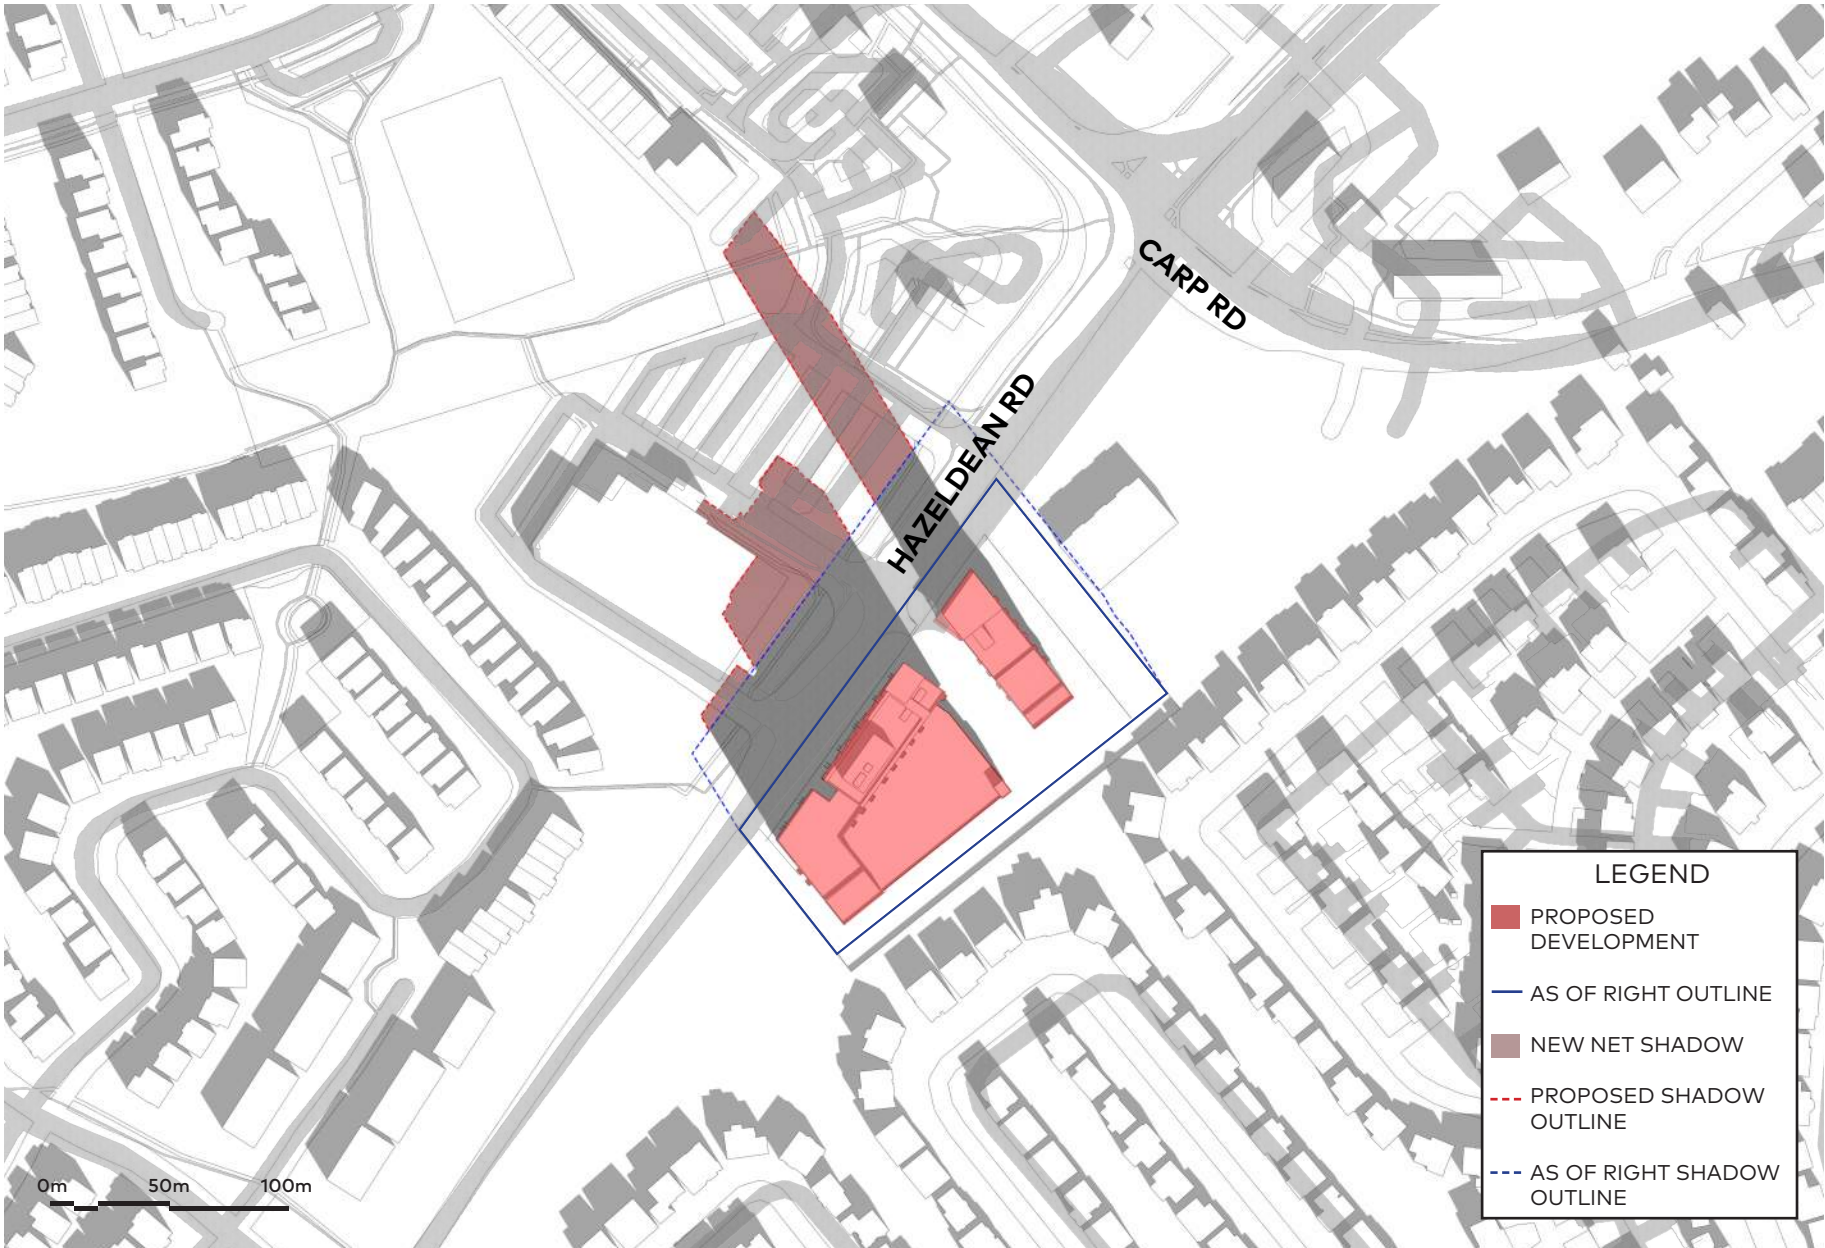 CARP RD
HAZELDEAN RD
LEGEND
PROPOSED
DEVELOPMENT
AS OF RIGHT OUTLINE
NEW NET SHADOW
PROPOSED SHADOW
OUTLINE
AS OF RIGHT SHADOW
OUTLINE
0m 50m 100m